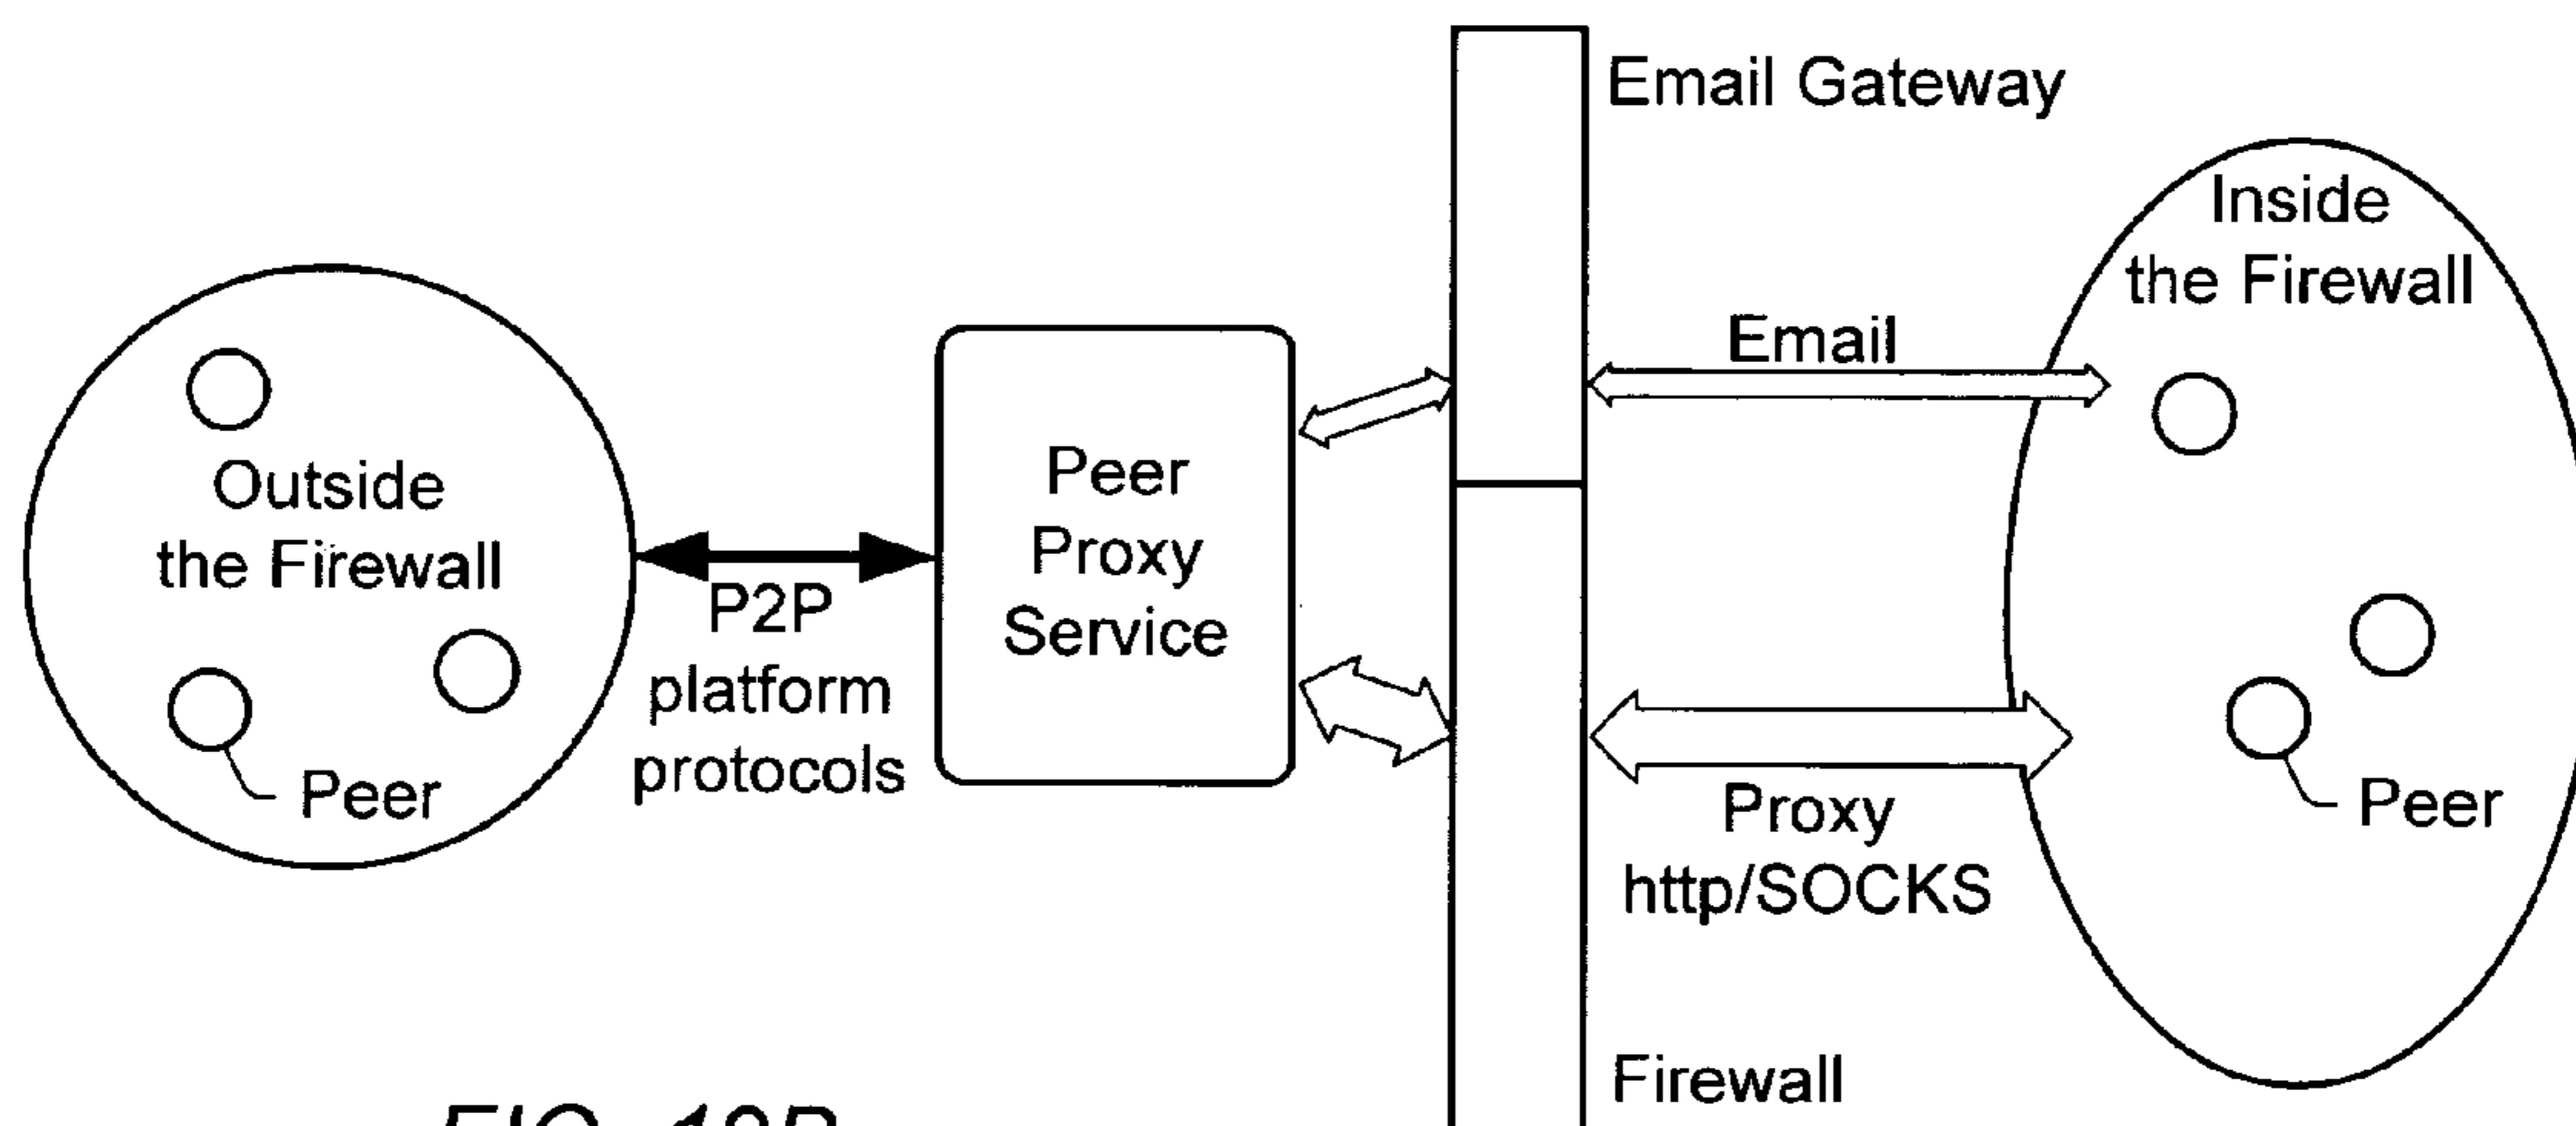 Email Gateway
Inside
the Firewall
Email
Outside
the Firewall
Peer
Proxy
Service
P2P
platform
protocols
Peer
Peer
Proxy
http/SOCKS
Firewall